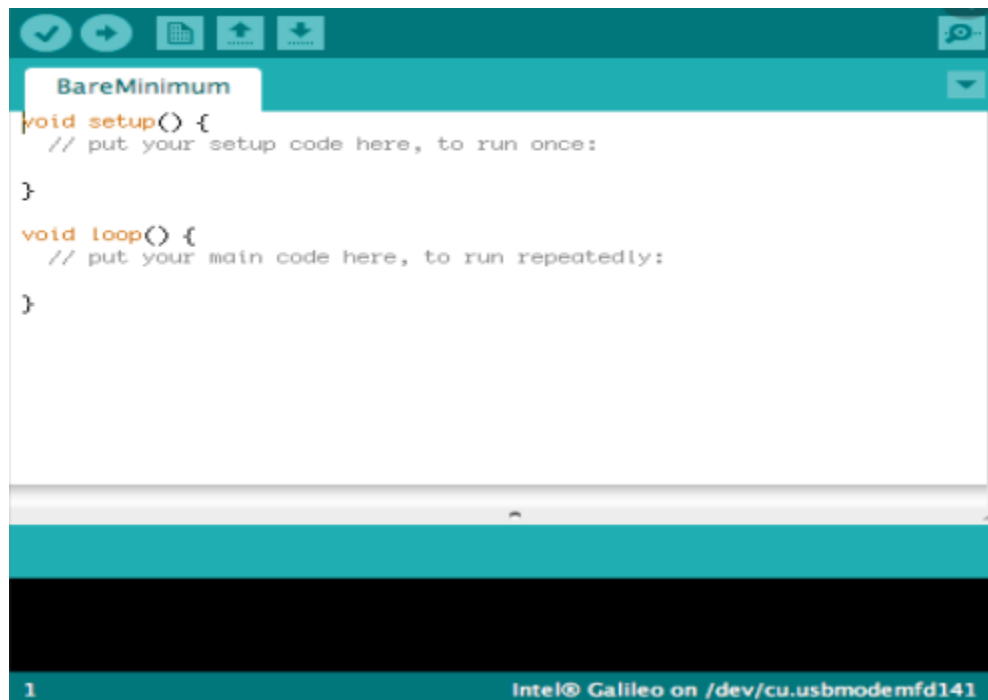 BareMinimum
void setup() {
  // put your setup code here, to run once:
}
void loop() {
  // put your main code here, to run repeatedly:
}
1
Intel® Galileo on /dev/cu.usbmodemfd141